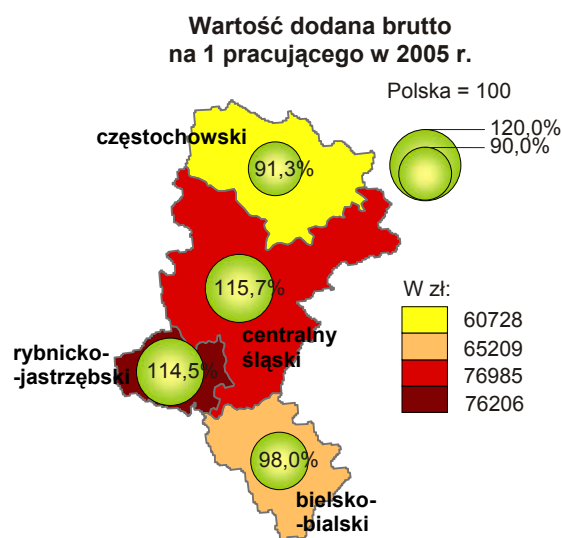 Wartość dodana brutto
na 1 pracującego w 2005 r.
Polska = 100
120,0%
90,0%
częstochowski
91,3%
115,7%
centralny
śląski
rybnicko-
-jastrzębski
114,5%
98,0%
bielsko-
-bialski
W zł:
60728
65209
76985
76206